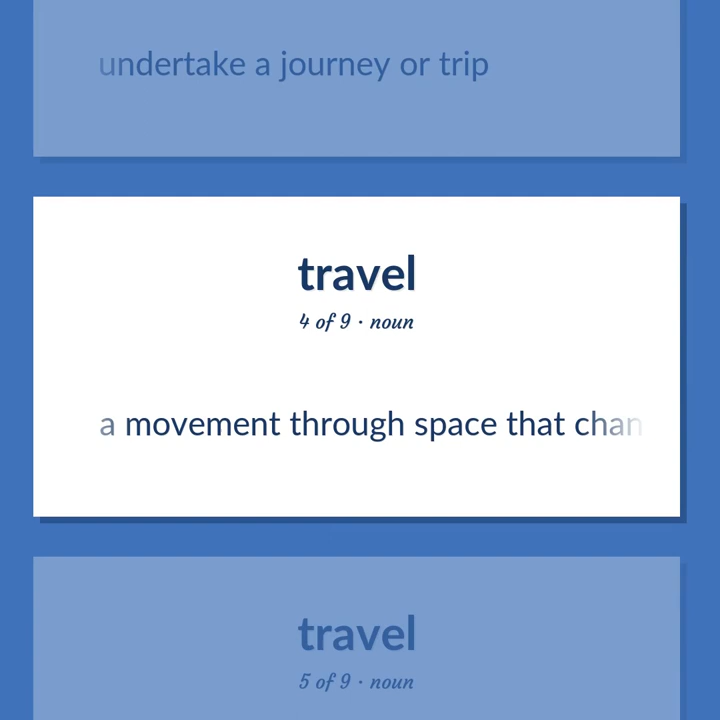 undertake a journey or trip
travel
4 of 9 · noun
a movement through space that chan
travel
5 of 9 · noun